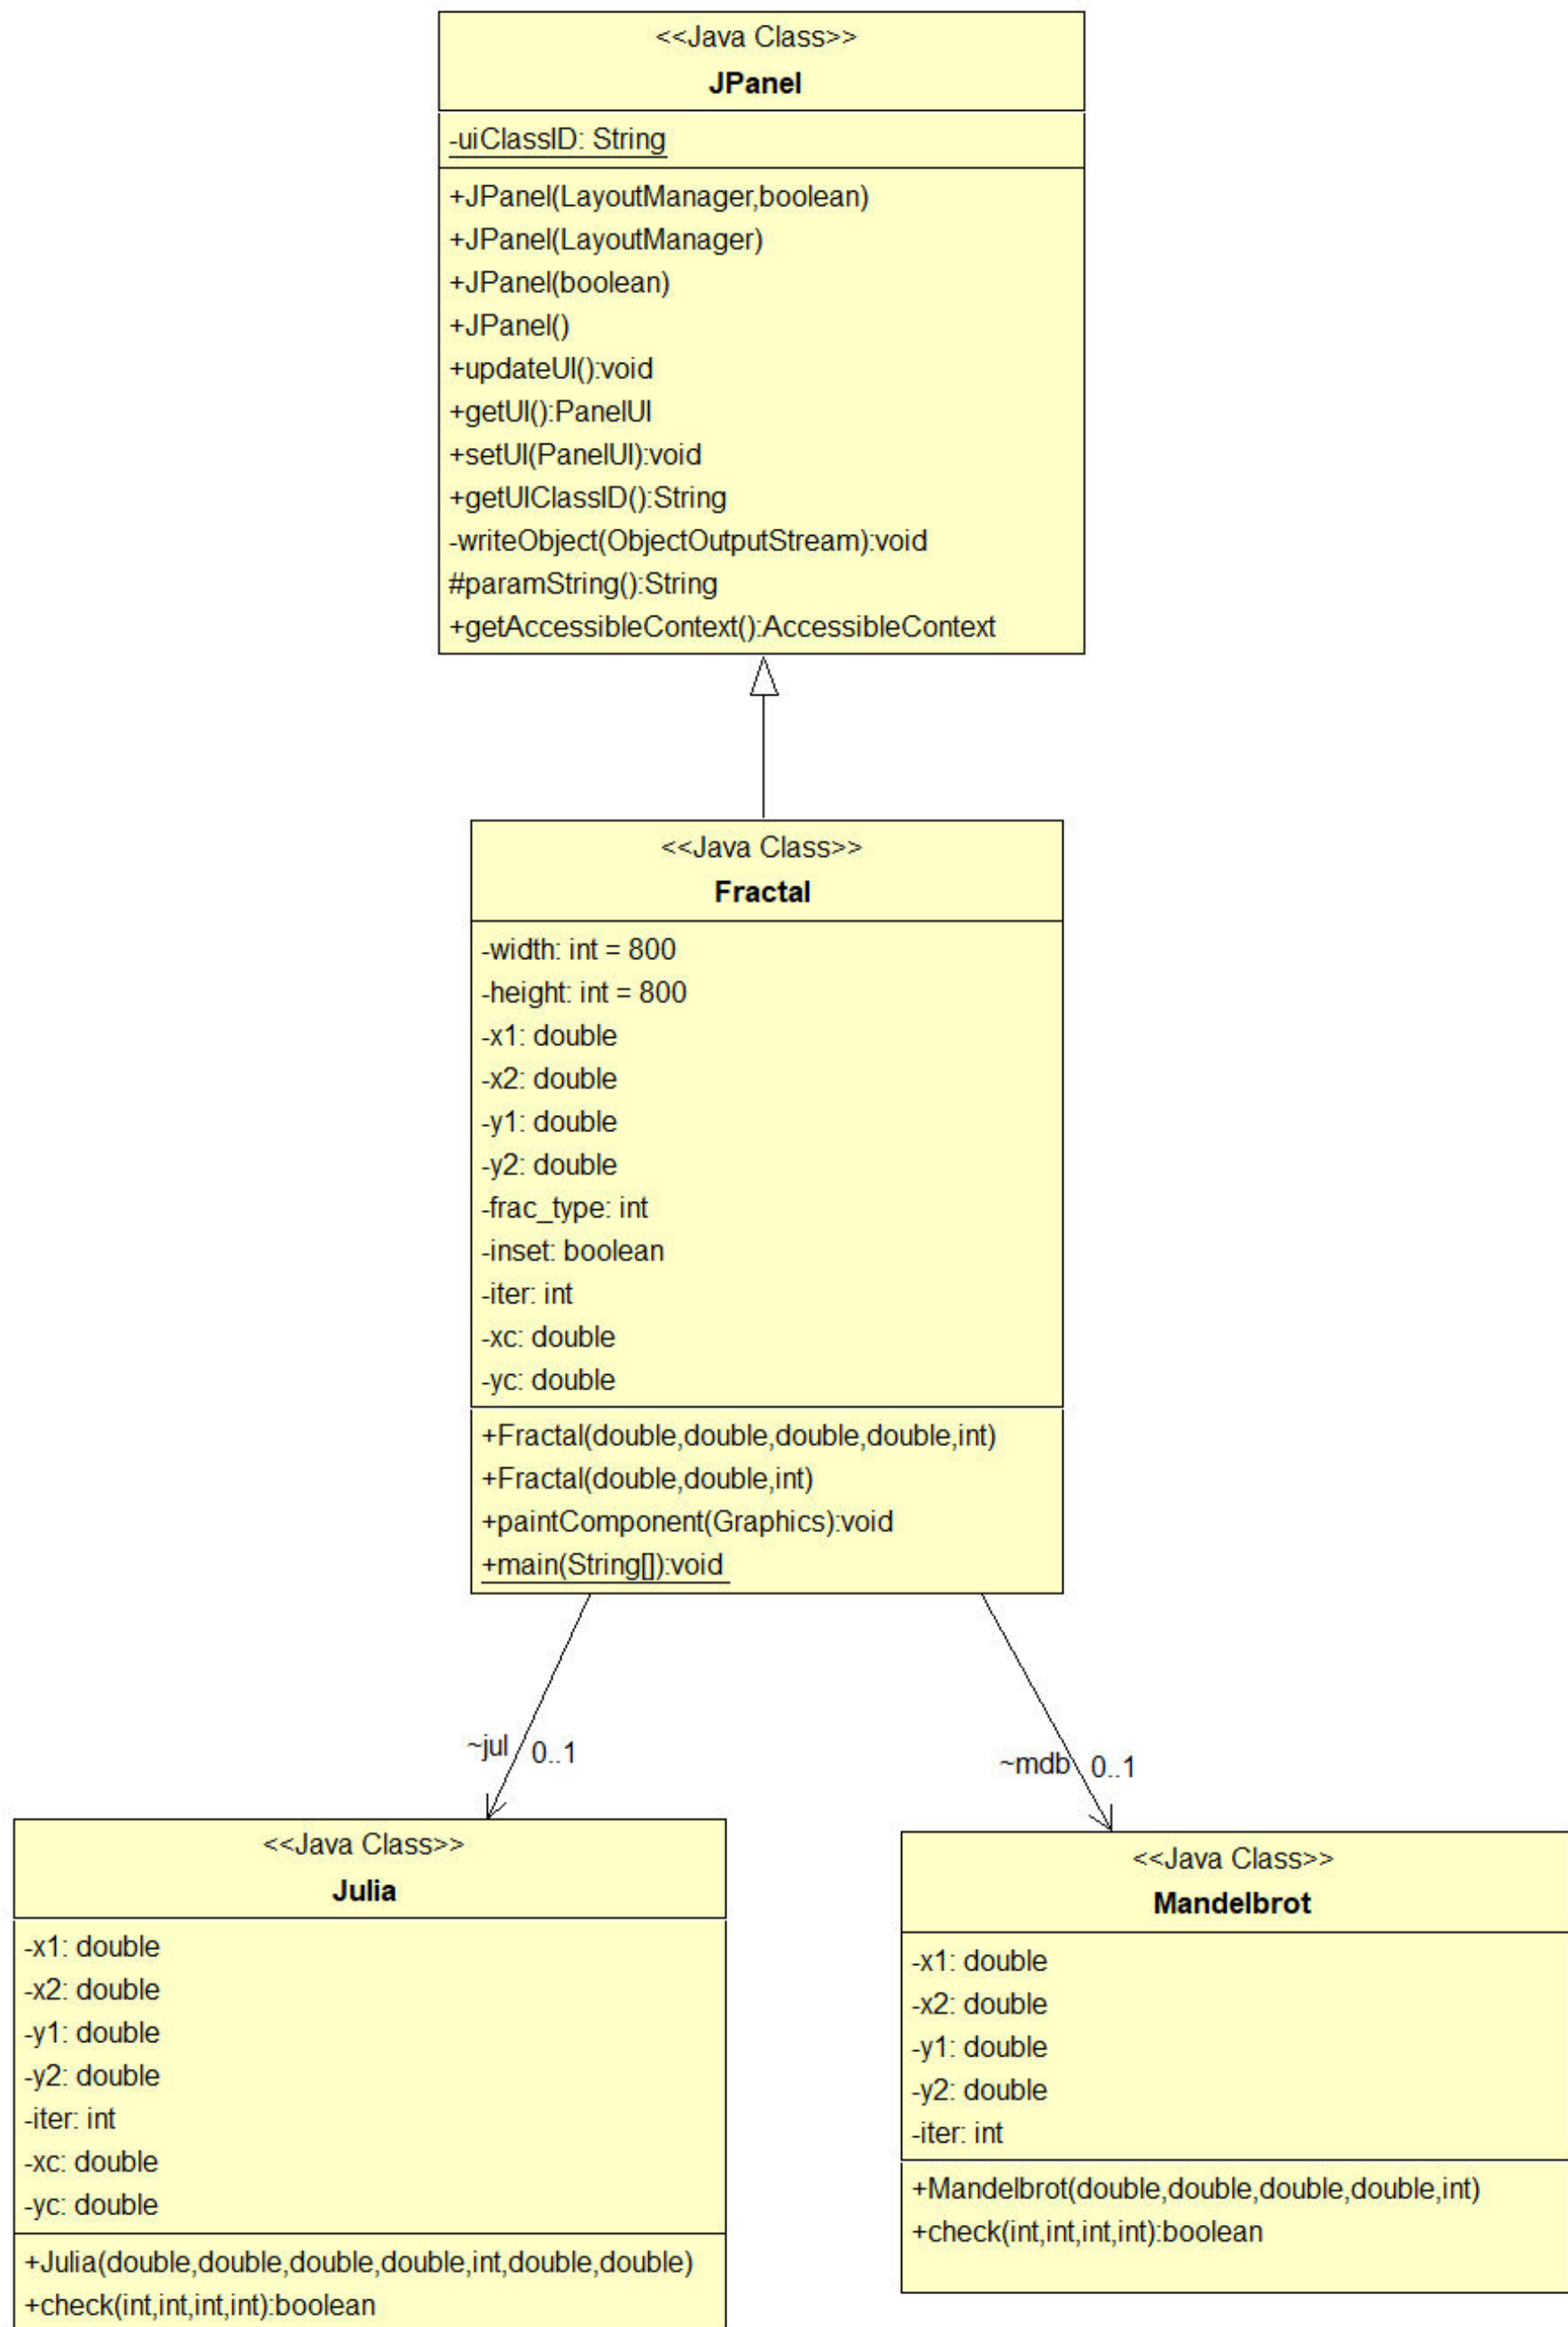 <<Java Class>>
JPanel
-uiClassID: String
+JPanel(LayoutManager,boolean)
+JPanel(LayoutManager)
+JPanel(boolean)
+JPanel()
+updateUI():void
+getUI():PanelUI
+setUI(PanelUI):void
+getUIClassID():String
-writeObject(ObjectOutputStream):void
#paramString():String
+getAccessibleContext():AccessibleContext
<<Java Class>>
Fractal
-width: int = 800
-height: int = 800
-x1: double
-x2: double
-y1: double
-y2: double
-frac_type: int
-inset: boolean
-iter: int
-xc: double
-yc: double
+Fractal(double,double,double,double,int)
+Fractal(double,double,int)
+paintComponent(Graphics):void
+main(String[]):void
~jul 0..1
~mdb 0..1
<<Java Class>>
Julia
-x1: double
-x2: double
-y1: double
-y2: double
-iter: int
-xc: double
-yc: double
+Julia(double,double,double,double,int,double,double)
+check(int,int,int,int):boolean
<<Java Class>>
Mandelbrot
-x1: double
-x2: double
-y1: double
-y2: double
-iter: int
+Mandelbrot(double,double,double,double,int)
+check(int,int,int,int):boolean